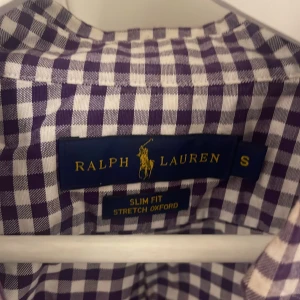 RALPH LAUREN S
SLIM FIT
STRETCH OXFORD